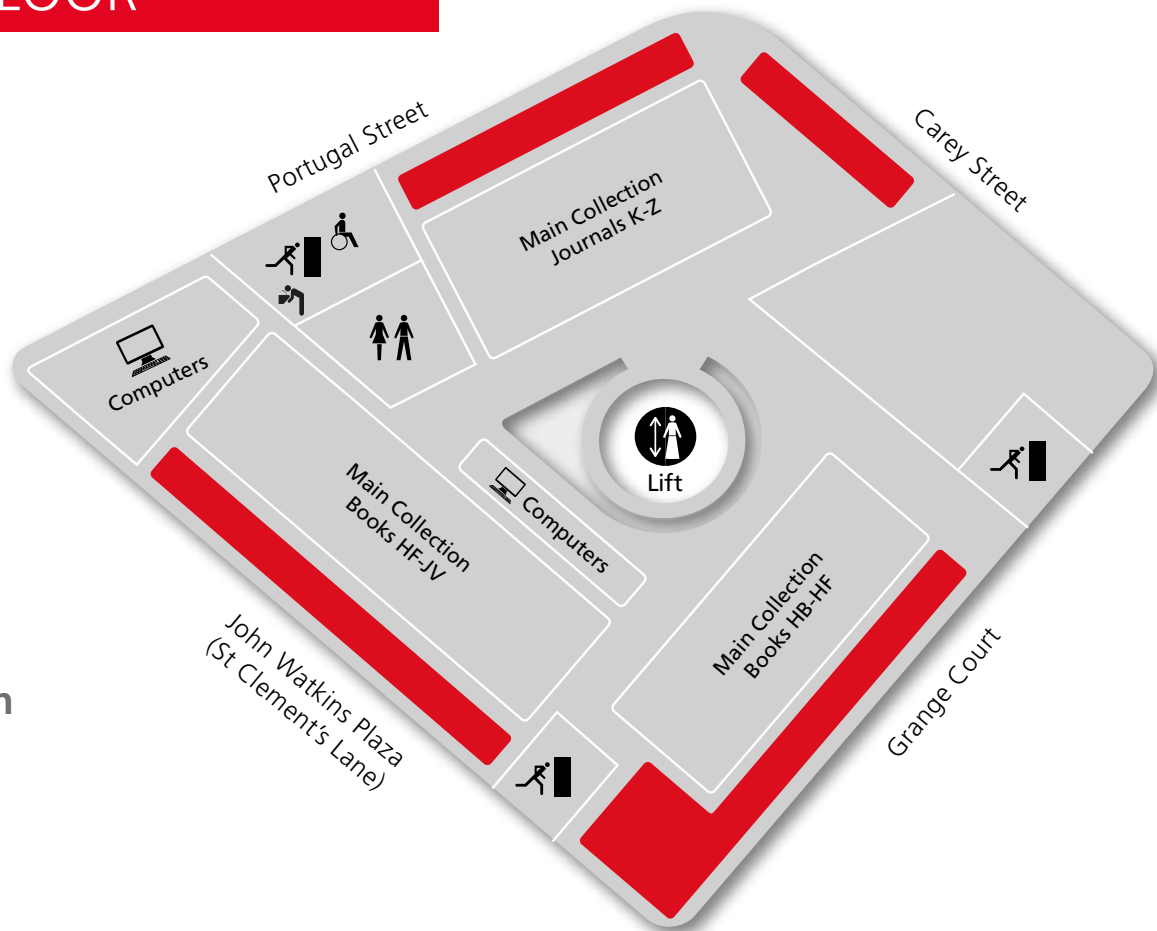 Portugal Street
Carey Street
Main Collection
Journals K-Z
Computers
Lift
Main Collection
Books HF-JV
Computers
Main Collection
Books HB-HF
John Watkins Plaza
(St Clement's Lane)
Grange Court